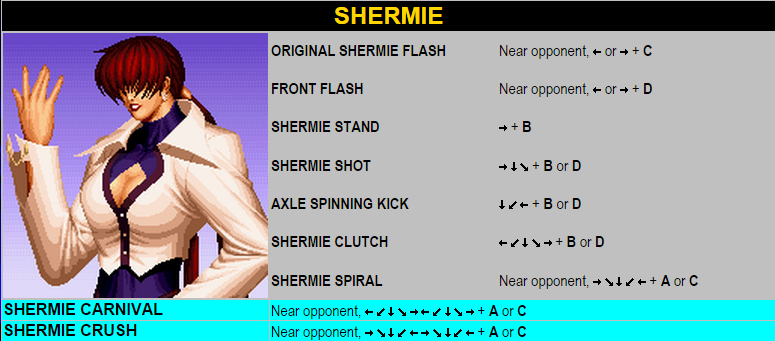 SHERMIE
ORIGINAL SHERMIE FLASH Near opponent, ← or → + C
FRONT FLASH Near opponent, ← or → + D
SHERMIE STAND → + B
SHERMIE SHOT → ↓ ↘ + B or D
AXLE SPINNING KICK ↓ ↙ ← + B or D
SHERMIE CLUTCH ← ↙ ↓ ↘ → + B or D
SHERMIE SPIRAL Near opponent, → ↘ ↓ ↙ ← + A or C
SHERMIE CARNIVAL Near opponent, ← ↙ ↓ ↘ → ← ↙ ↓ ↘ → + A or C
SHERMIE CRUSH Near opponent, → ↘ ↓ ↙ ← → ↘ ↓ ↙ ← + A or C